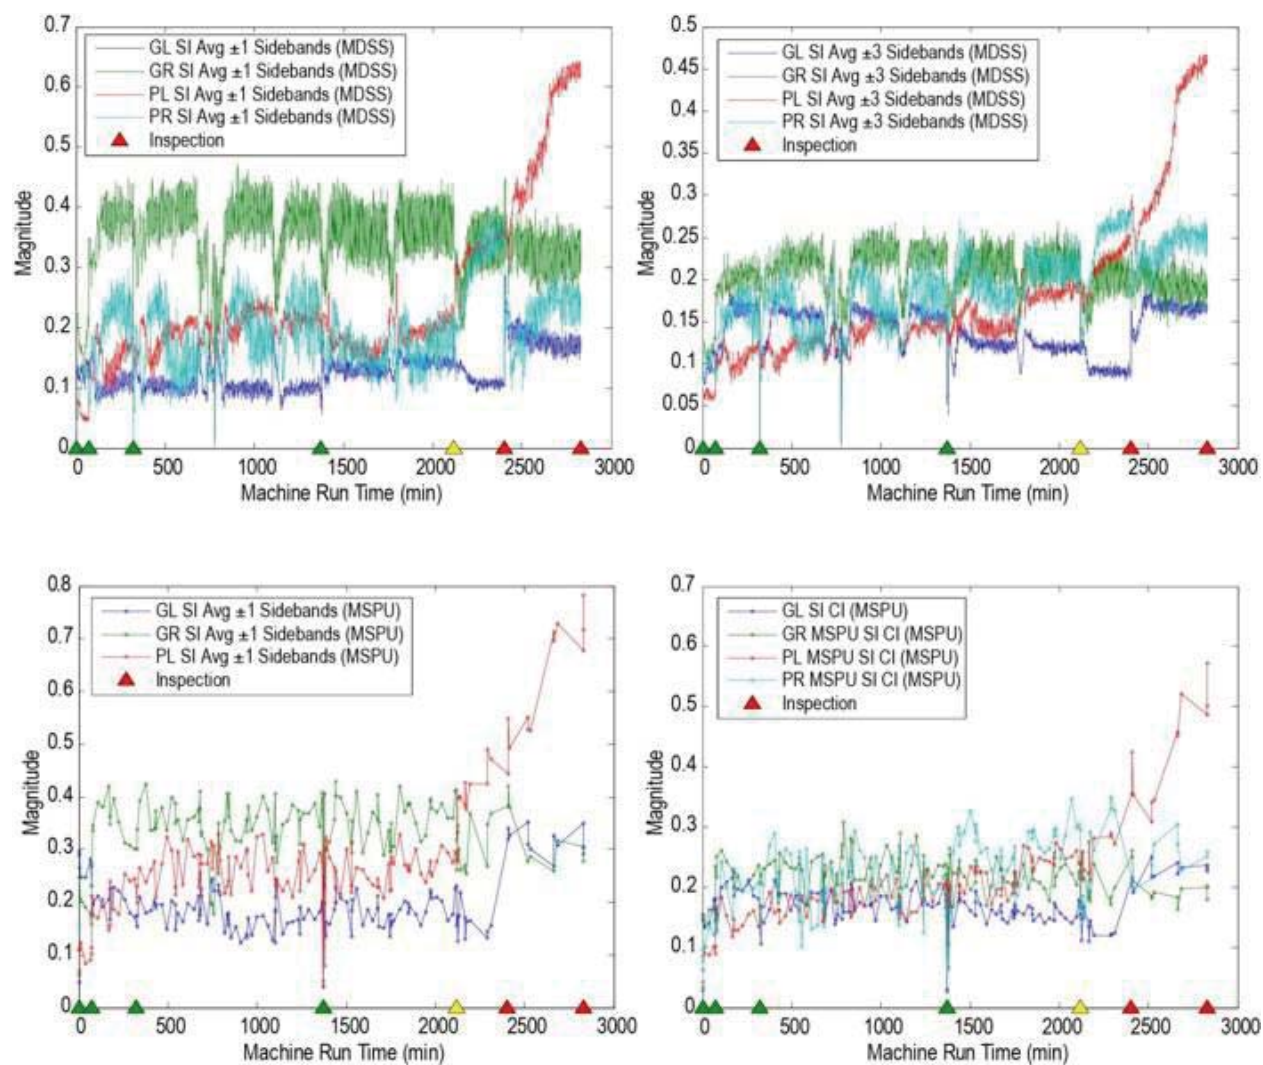 0.7
0.6
0.5
0.4
0.3
0.2
0.1
0
Magnitude
GL SI Avg ±1 Sidebands (MDSS)
GR SI Avg ±1 Sidebands (MDSS)
PL SI Avg ±1 Sidebands (MDSS)
PR SI Avg ±1 Sidebands (MDSS)
Inspection
0 500 1000 1500 2000 2500 3000
Machine Run Time (min)
0.5
0.45
0.4
0.35
0.3
0.25
0.2
0.15
0.1
0.05
0
Magnitude
GL SI Avg ±3 Sidebands (MDSS)
GR SI Avg ±3 Sidebands (MDSS)
PL SI Avg ±3 Sidebands (MDSS)
PR SI Avg ±3 Sidebands (MDSS)
Inspection
0 500 1000 1500 2000 2500 3000
Machine Run Time (min)
0.8
0.7
0.6
0.5
0.4
0.3
0.2
0.1
0
Magnitude
GL SI Avg ±1 Sidebands (MSPU)
GR SI Avg ±1 Sidebands (MSPU)
PL SI Avg ±1 Sidebands (MSPU)
Inspection
0 500 1000 1500 2000 2500 3000
Machine Run Time (min)
0.7
0.6
0.5
0.4
0.3
0.2
0.1
0
Magnitude
GL SI CI (MSPU)
GR MSPU SI CI (MSPU)
PL MSPU SI CI (MSPU)
PR MSPU SI CI (MSPU)
Inspection
0 500 1000 1500 2000 2500 3000
Machine Run Time (min)